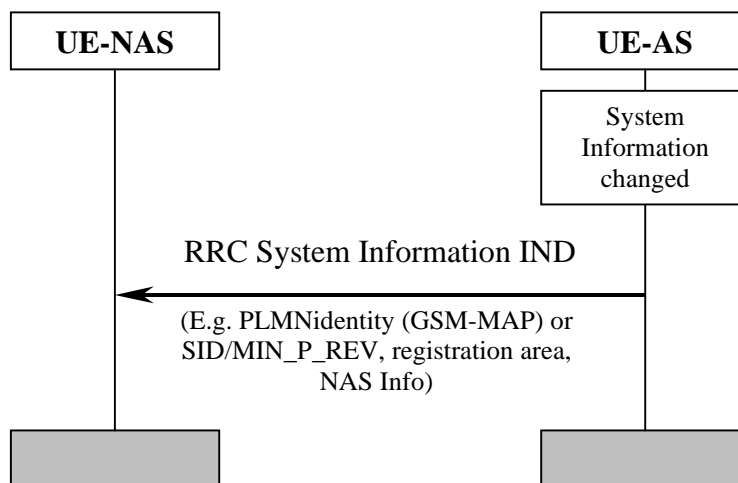 UE-NAS
UE-AS
System
Information
changed
RRC System Information IND
(E.g. PLMNidentity (GSM-MAP) or
SID/MIN_P_REV, registration area,
NAS Info)